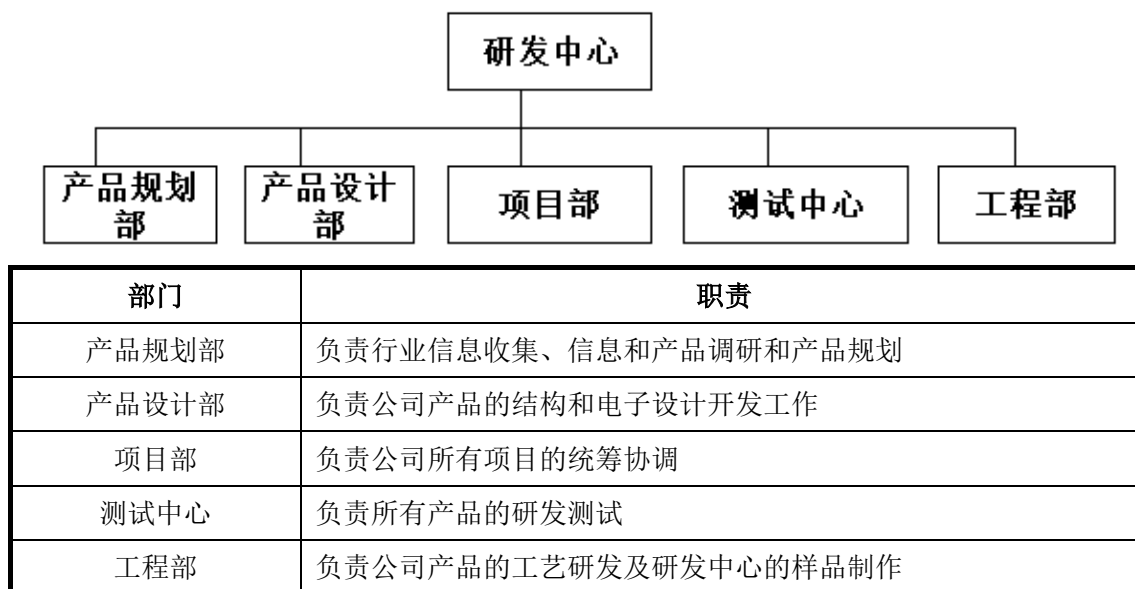 研发中心
产品规划
部
产品设计
部
项目部
测试中心
工程部
部门 职责
产品规划部 负责行业信息收集、信息和产品调研和产品规划
产品设计部 负责公司产品的结构和电子设计开发工作
项目部 负责公司所有项目的统筹协调
测试中心 负责所有产品的研发测试
工程部 负责公司产品的工艺研发及研发中心的样品制作